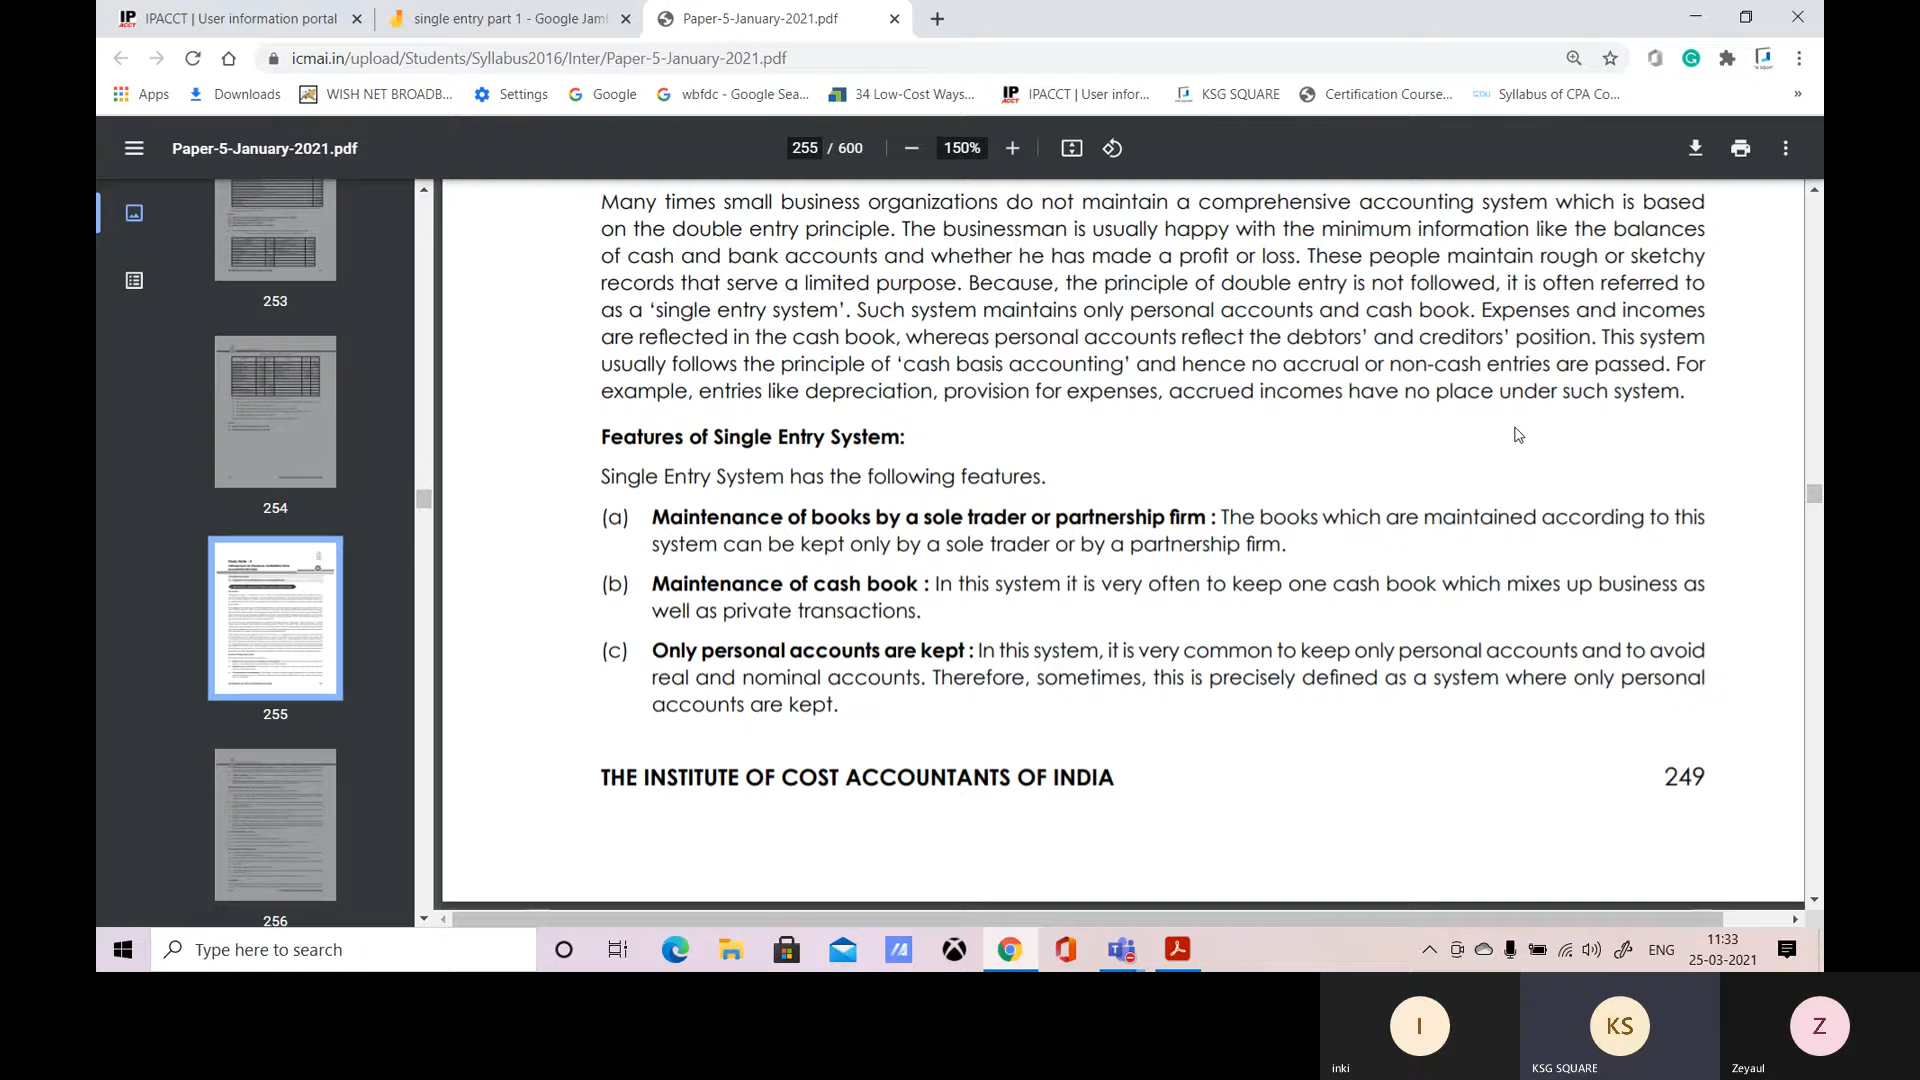 IPACCT | User information portal
single entry part 1 - Google Jam
Paper-5-January-2021.pdf
icmai.in/upload/Students/Syllabus2016/Inter/Paper-5-January-2021.pdf
Apps
Downloads
WISH NET BROADB...
Settings
Google
wbfdc - Google Sea...
34 Low-Cost Ways...
IPACCT | User infor...
KSG SQUARE
Certification Course...
Syllabus of CPA Co...
»
Paper-5-January-2021.pdf
255 / 600
150%
253
254
255
256
Many times small business organizations do not maintain a comprehensive accounting system which is based
on the double entry principle. The businessman is usually happy with the minimum information like the balances
of cash and bank accounts and whether he has made a profit or loss. These people maintain rough or sketchy
records that serve a limited purpose. Because, the principle of double entry is not followed, it is often referred to
as a ‘single entry system’. Such system maintains only personal accounts and cash book. Expenses and incomes
are reflected in the cash book, whereas personal accounts reflect the debtors’ and creditors’ position. This system
usually follows the principle of ‘cash basis accounting’ and hence no accrual or non-cash entries are passed. For
example, entries like depreciation, provision for expenses, accrued incomes have no place under such system.
Features of Single Entry System:
Single Entry System has the following features.
(a) Maintenance of books by a sole trader or partnership firm : The books which are maintained according to this
system can be kept only by a sole trader or by a partnership firm.
(b) Maintenance of cash book : In this system it is very often to keep one cash book which mixes up business as
well as private transactions.
(c) Only personal accounts are kept : In this system, it is very common to keep only personal accounts and to avoid
real and nominal accounts. Therefore, sometimes, this is precisely defined as a system where only personal
accounts are kept.
THE INSTITUTE OF COST ACCOUNTANTS OF INDIA 249
Type here to search
ENG
11:33
25-03-2021
I
KS
Z
inki
KSG SQUARE
Zeyaul